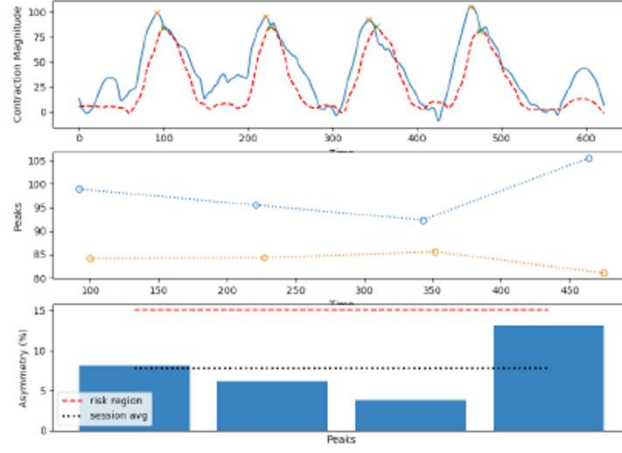 Contraction Magnitude
100
75
50
25
0
0 100 200 300 400 500 600
Time
Peaks
105
100
95
90
85
80
100 150 200 250 300 350 400 450
Time
Asymmetry (%)
15
10
5
0
risk region
session avg
Peaks